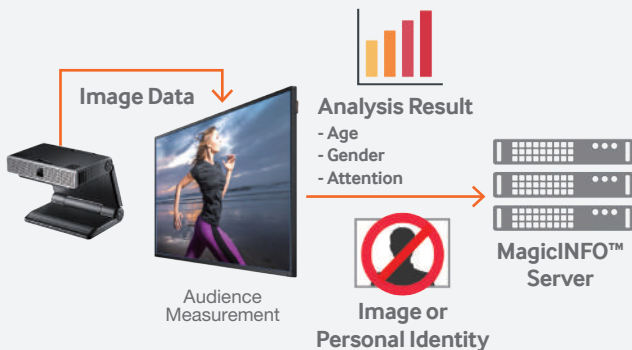 Image Data
Audience
Measurement
Analysis Result
- Age
- Gender
- Attention
Image or
Personal Identity
MagicINFO™
Server